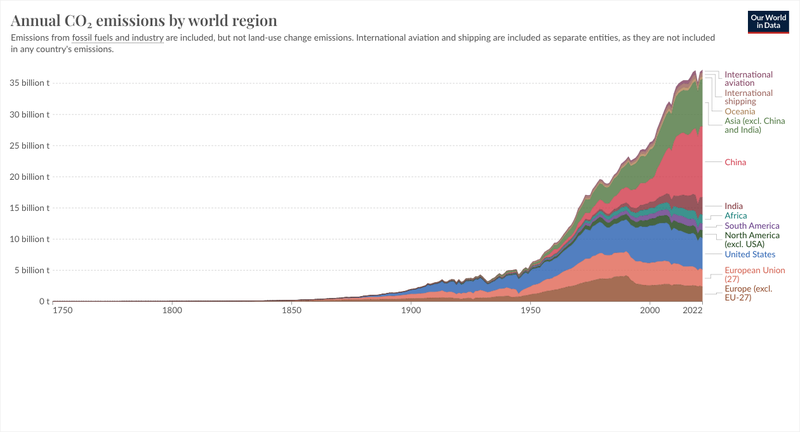 Annual CO₂ emissions by world region
Our World
in Data
Emissions from fossil fuels and industry are included, but not land-use change emissions. International aviation and shipping are included as separate entities, as they are not included
in any country's emissions.
35 billion t
30 billion t
25 billion t
20 billion t
15 billion t
10 billion t
5 billion t
0 t
1750
1800
1850
1900
1950
2000
2022
International
aviation
International
shipping
Oceania
Asia (excl. China
and India)
China
India
Africa
South America
North America
(excl. USA)
United States
European Union
(27)
Europe (excl.
EU-27)